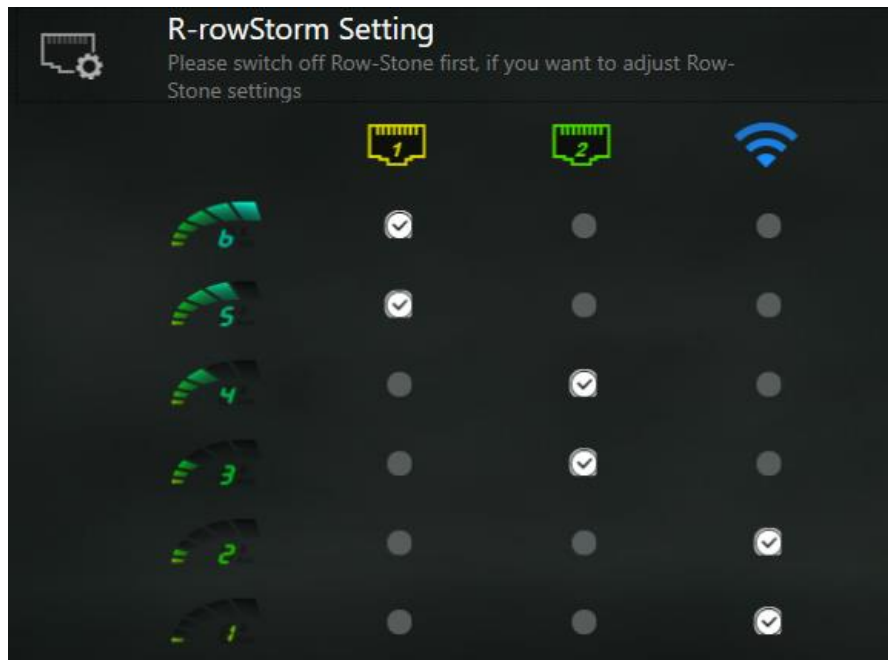 R-rowStorm Setting
Please switch off Row-Stone first, if you want to adjust Row-
Stone settings
1 2
6
5
4
3
2
1